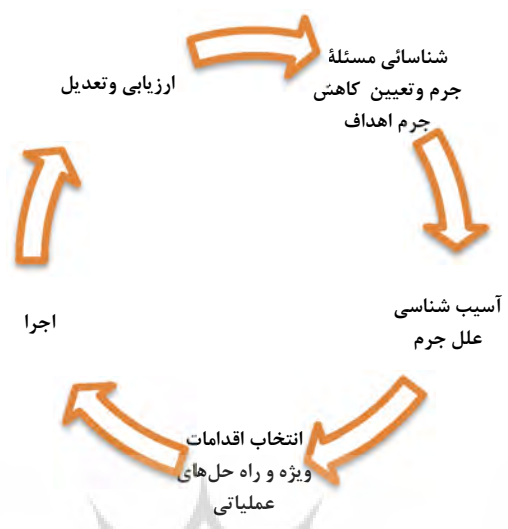 شناسائی مسئلۀ
جرم وتعیین کاهش
جرم اهداف
آسیب شناسی
علل جرم
انتخاب اقدامات
ویژه و راه حل‌های
عملیاتی
اجرا
ارزیابی وتعدیل